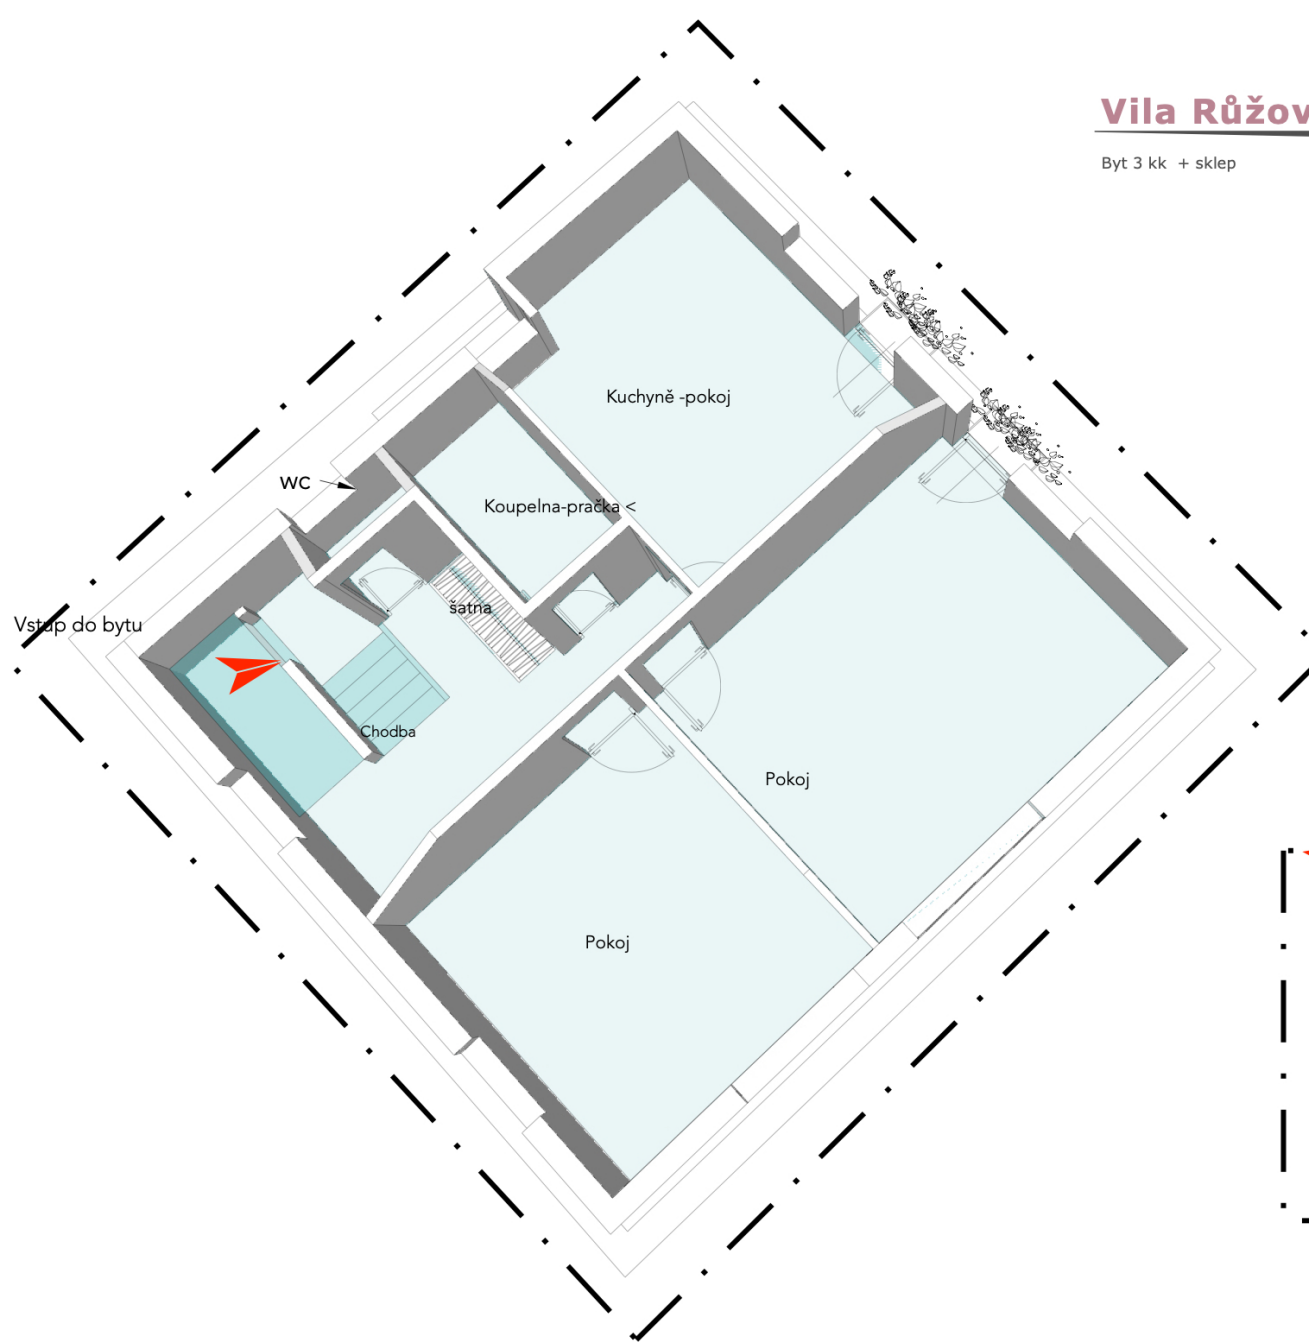 Vila Růžov
Byt 3 kk + sklep
Kuchyně -pokoj
WC
Koupelna-pračka <
šatna
Vstup do bytu
Chodba
Pokoj
Pokoj